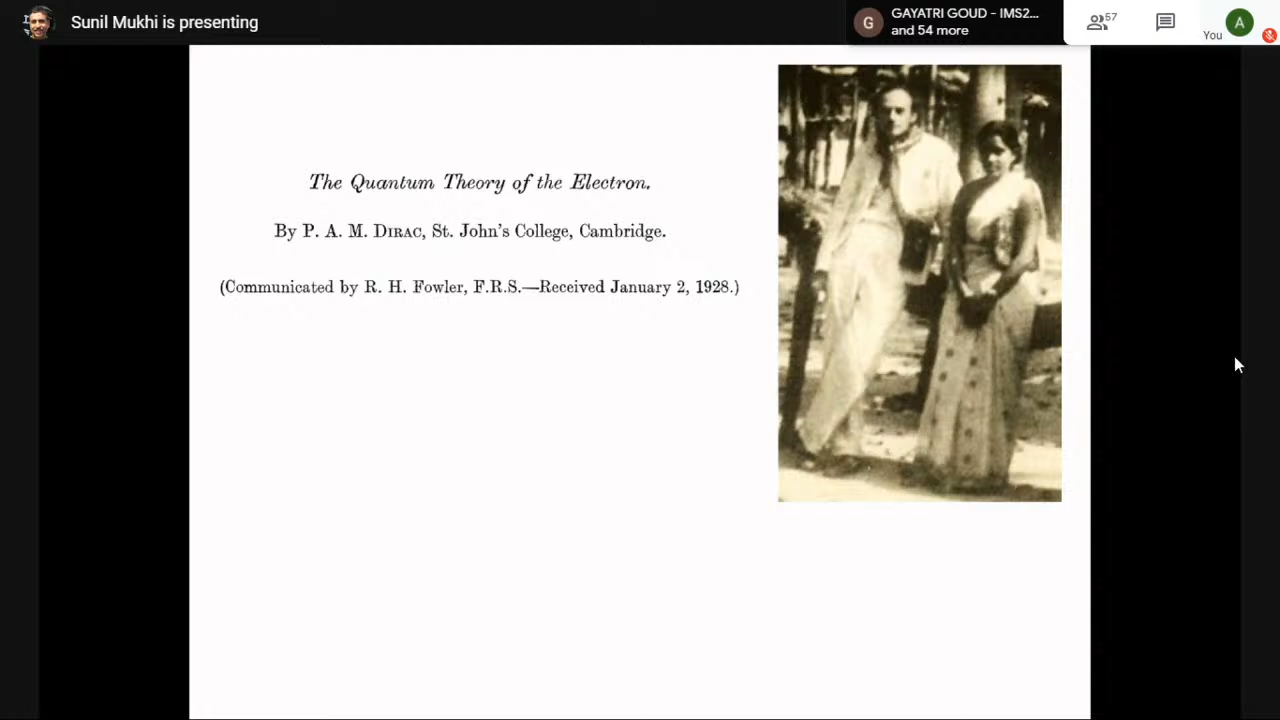 Sunil Mukhi is presenting
G
GAYATRI GOUD - IMS2...
and 54 more
57
You
A
The Quantum Theory of the Electron.
By P. A. M. DIRAC, St. John's College, Cambridge.
(Communicated by R. H. Fowler, F.R.S.—Received January 2, 1928.)